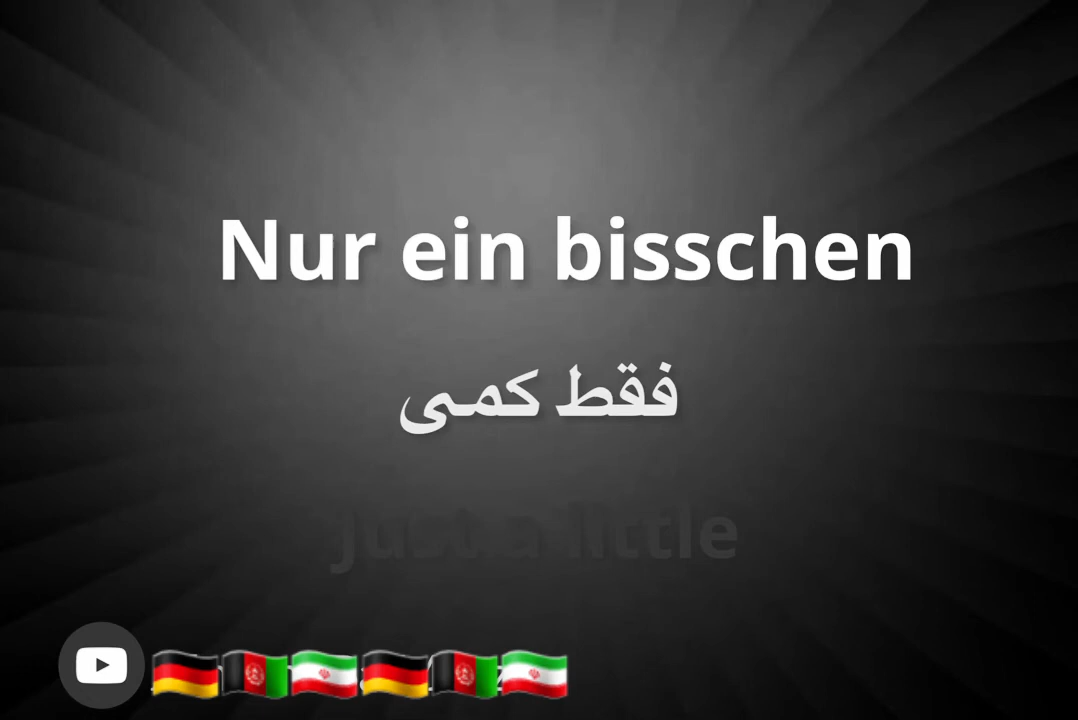 Nur ein bisschen
فقط کمی
Just a little